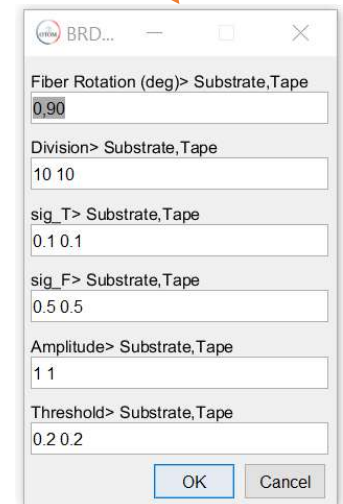 BRD...
Fiber Rotation (deg)> Substrate,Tape
0,90
Division> Substrate,Tape
10 10
sig_T> Substrate,Tape
0.1 0.1
sig_F> Substrate,Tape
0.5 0.5
Amplitude> Substrate,Tape
1 1
Threshold> Substrate,Tape
0.2 0.2
OK Cancel